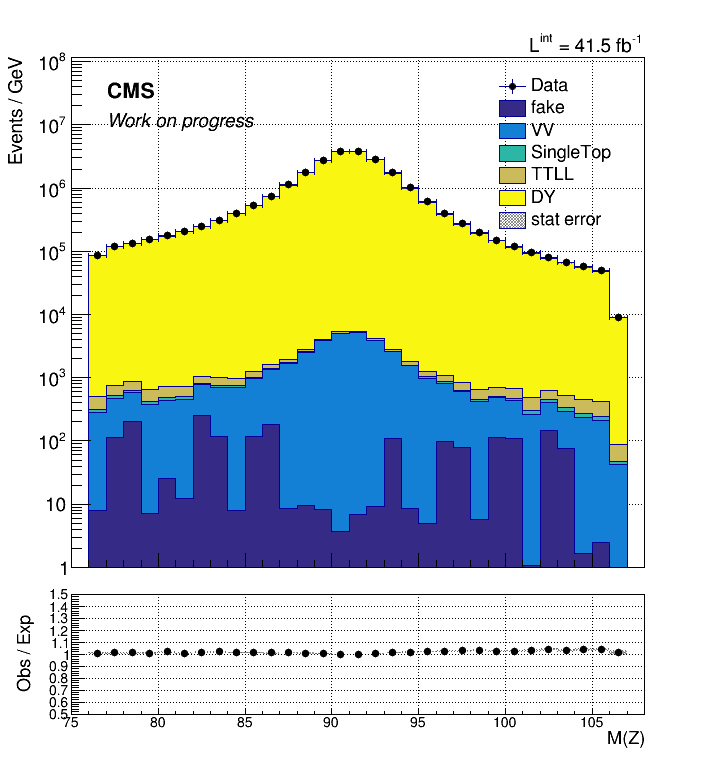 L^int = 41.5 fb^-1
Events / GeV
10^8
10^7
10^6
10^5
10^4
10^3
10^2
10
1
CMS
Work on progress
Data
fake
VV
SingleTop
TTLL
DY
stat error
Obs / Exp
1.5
1.4
1.3
1.2
1.1
1
0.9
0.8
0.7
0.6
0.5
75 80 85 90 95 100 105
M(Z)